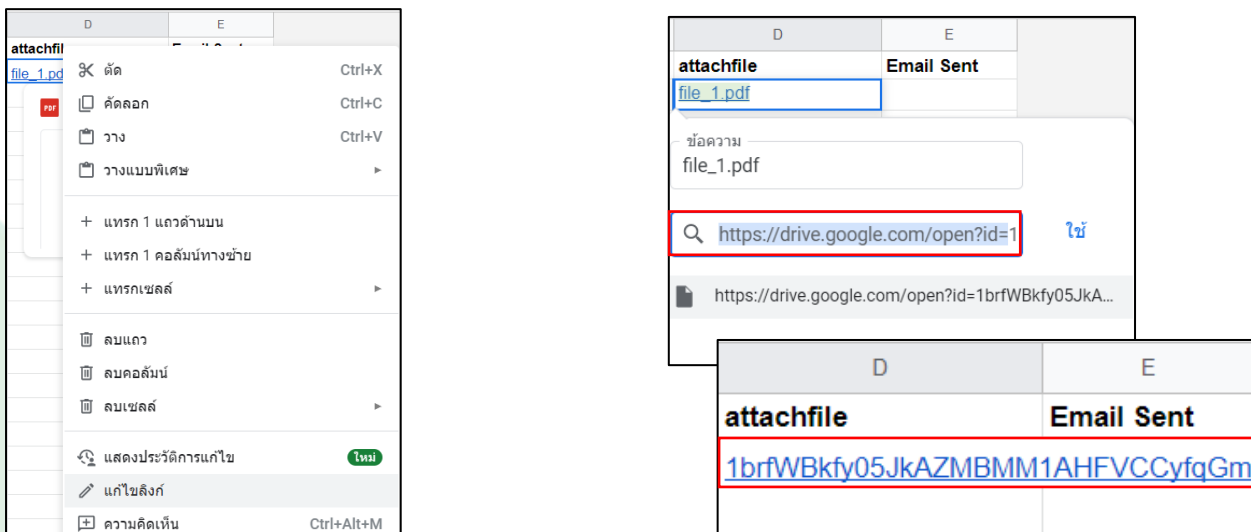 D E
attachfil
file_1.pd
PDF
ตัด Ctrl+X
คัดลอก Ctrl+C
วาง Ctrl+V
วางแบบพิเศษ
แทรก 1 แถวด้านบน
แทรก 1 คอลัมน์ทางซ้าย
แทรกเซลล์
ลบแถว
ลบคอลัมน์
ลบเซลล์
แสดงประวัติการแก้ไข ใหม่
แก้ไขลิงก์
ความคิดเห็น Ctrl+Alt+M
D E
attachfile Email Sent
file_1.pdf
ข้อความ
file_1.pdf
https://drive.google.com/open?id=1 ใช้
https://drive.google.com/open?id=1brfWBkfy05JkA...
D E
attachfile Email Sent
1brfWBkfy05JkAZMBMM1AHFVCCyfqGm